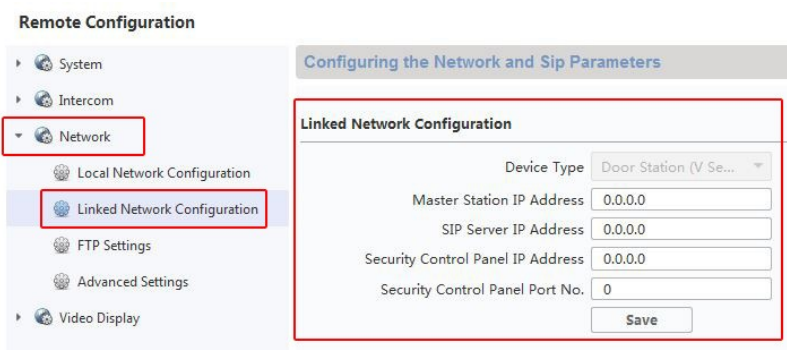 Remote Configuration
System
Intercom
Network
Local Network Configuration
Linked Network Configuration
FTP Settings
Advanced Settings
Video Display
Configuring the Network and Sip Parameters
Linked Network Configuration
Device Type Door Station (V Se...
Master Station IP Address 0.0.0.0
SIP Server IP Address 0.0.0.0
Security Control Panel IP Address 0.0.0.0
Security Control Panel Port No. 0
Save